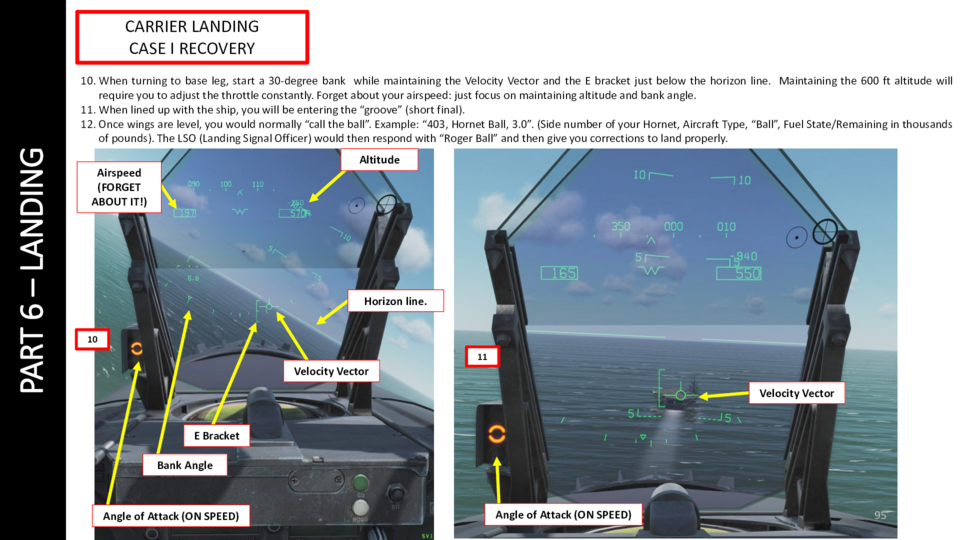 CARRIER LANDING
CASE I RECOVERY
PART 6 – LANDING
10. When turning to base leg, start a 30-degree bank while maintaining the Velocity Vector and the E bracket just below the horizon line. Maintaining the 600 ft altitude will
require you to adjust the throttle constantly. Forget about your airspeed: just focus on maintaining altitude and bank angle.
11. When lined up with the ship, you will be entering the “groove” (short final).
12. Once wings are level, you would normally “call the ball”. Example: “403, Hornet Ball, 3.0”. (Side number of your Hornet, Aircraft Type, “Ball”, Fuel State/Remaining in thousands
of pounds). The LSO (Landing Signal Officer) would then respond with “Roger Ball” and then give you corrections to land properly.
Airspeed
(FORGET
ABOUT IT!)
Altitude
090 100 110
10
Horizon line.
10
Velocity Vector
E Bracket
Bank Angle
Angle of Attack (ON SPEED)
10 10
350 000 010
5
165
-940
550
11
Velocity Vector
5 5
Angle of Attack (ON SPEED)
95